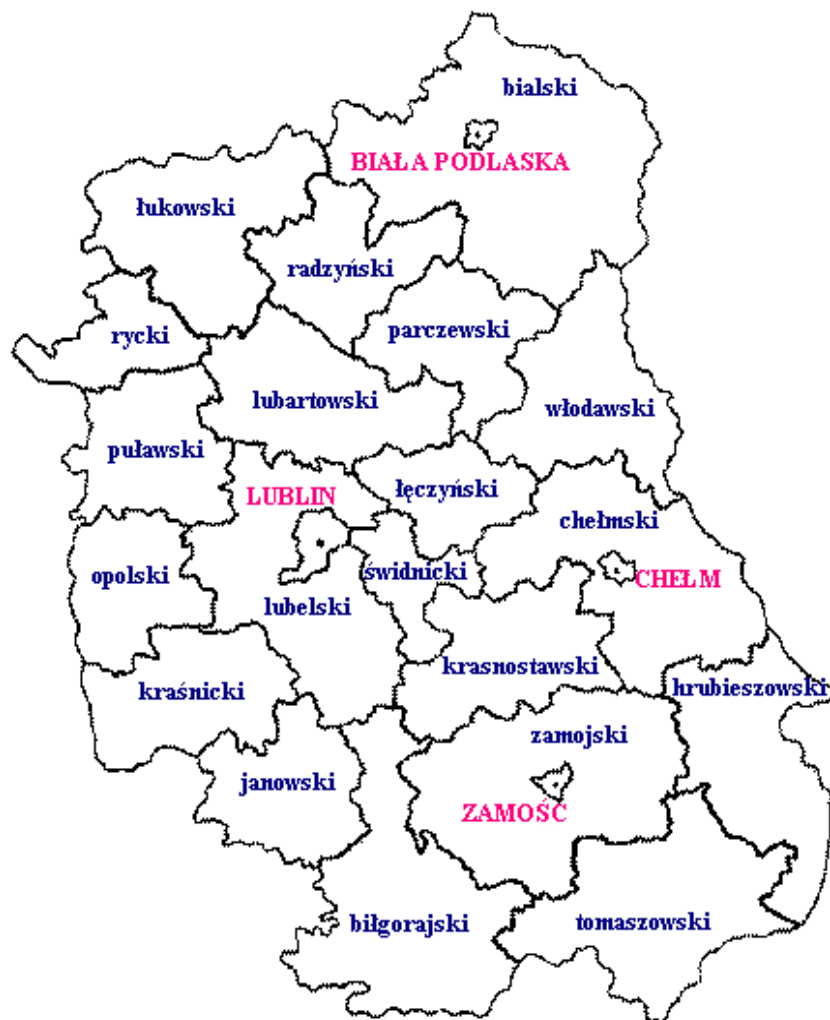 bialski
BIAŁA PODLASKA
łukowski
radzyński
rycki
parczewski
lubartowski
włodawski
puławski
łęczyński
LUBLIN
chełmski
opolski
świdnicki
CHEŁM
lubelski
krasnostawski
kraśnicki
hrubieszowski
zamojski
janowski
ZAMOŚĆ
biłgorajski
tomaszowski